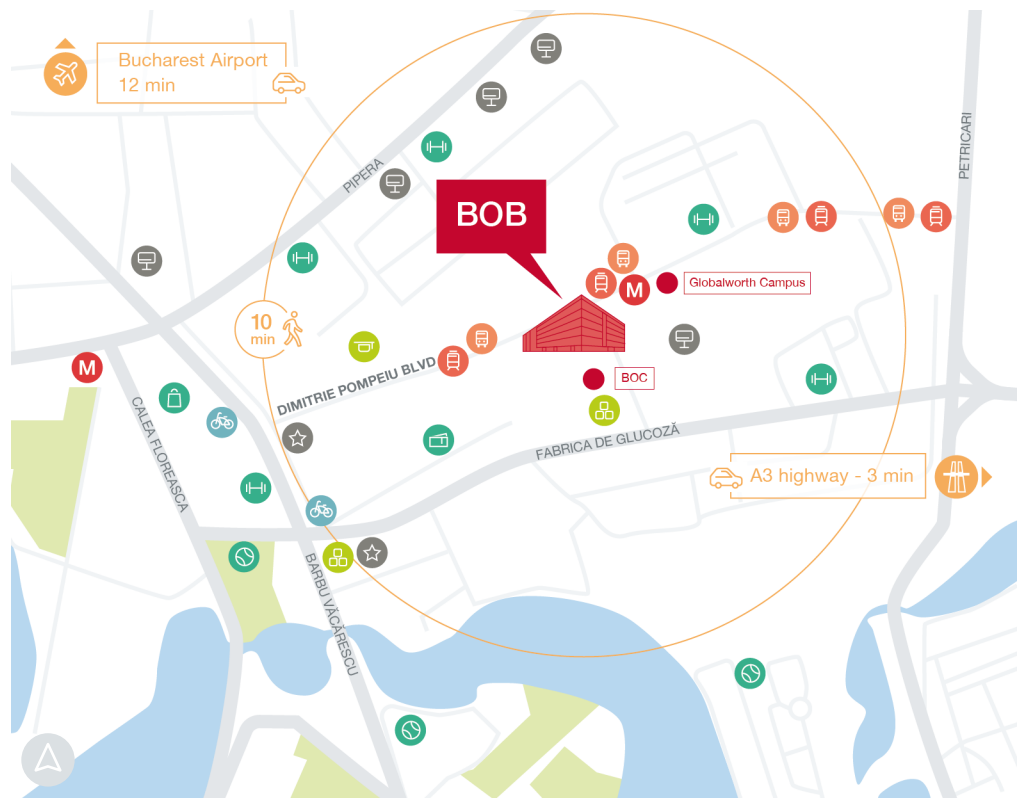 Bucharest Airport
12 min
PIPERA
PETRICARI
BOB
M
Globalworth Campus
10
min
M
DIMITRIE POMPEIU BLVD
BOC
CALEA FLOREASCA
FABRICA DE GLUCOZĂ
A3 highway - 3 min
BARBU VĂCĂRESCU